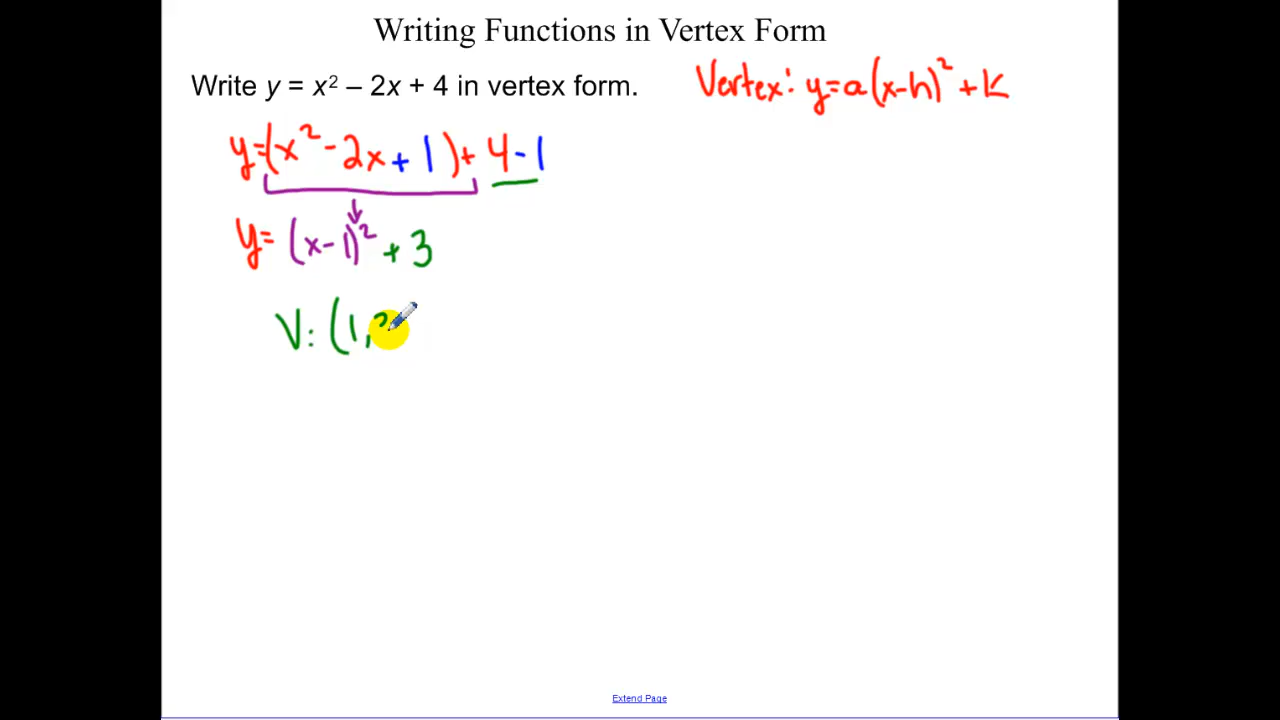 Writing Functions in Vertex Form
Write y = x² – 2x + 4 in vertex form.
Vertex: y=a(x-h)²+k
y=(x²-2x+1)+4-1
y=(x-1)²+3
V: (1,
Extend Page